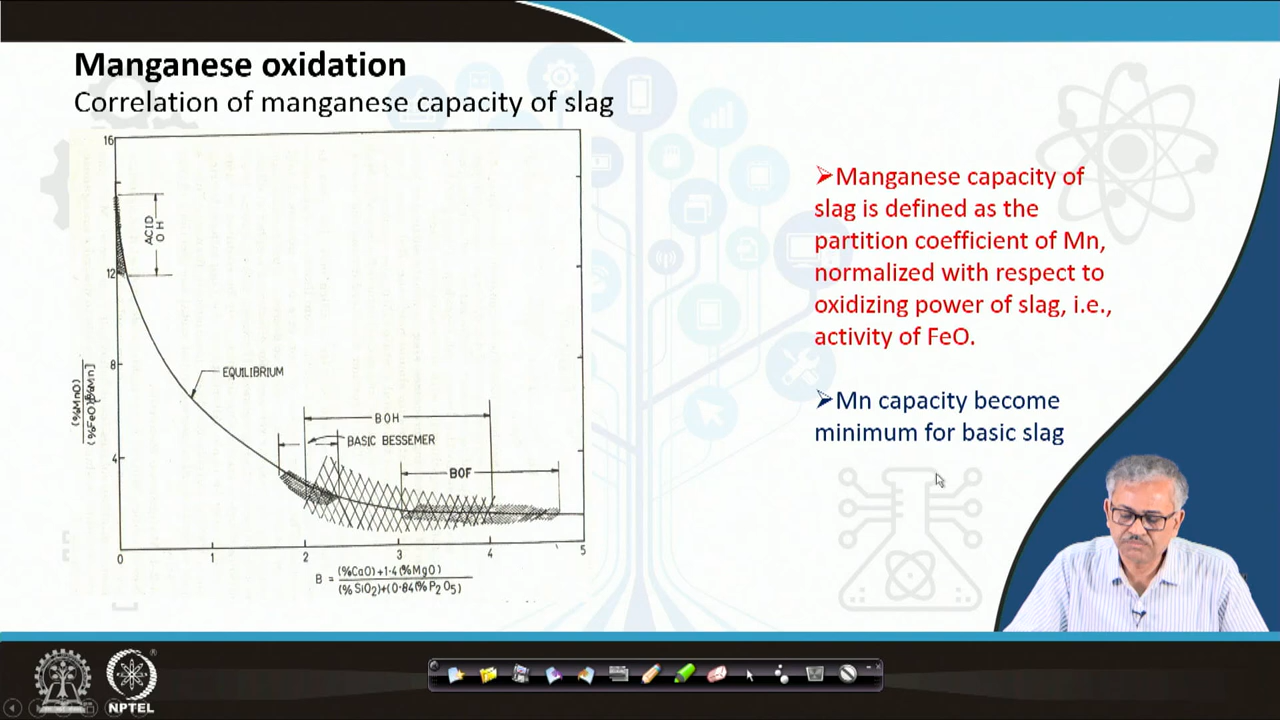 Manganese oxidation
Correlation of manganese capacity of slag
16
12
8
4
ACID
OH
EQUILIBRIUM
BOH
BASIC BESSEMER
BOF
0 1 2 3 4 5
(%MnO)
(%FeO)[%Mn]
B = (%CaO)+1.4(%MgO)
(%SiO2)+(0.84(%P2O5)
➢Manganese capacity of
slag is defined as the
partition coefficient of Mn,
normalized with respect to
oxidizing power of slag, i.e.,
activity of FeO.
➢Mn capacity become
minimum for basic slag
NPTEL
®